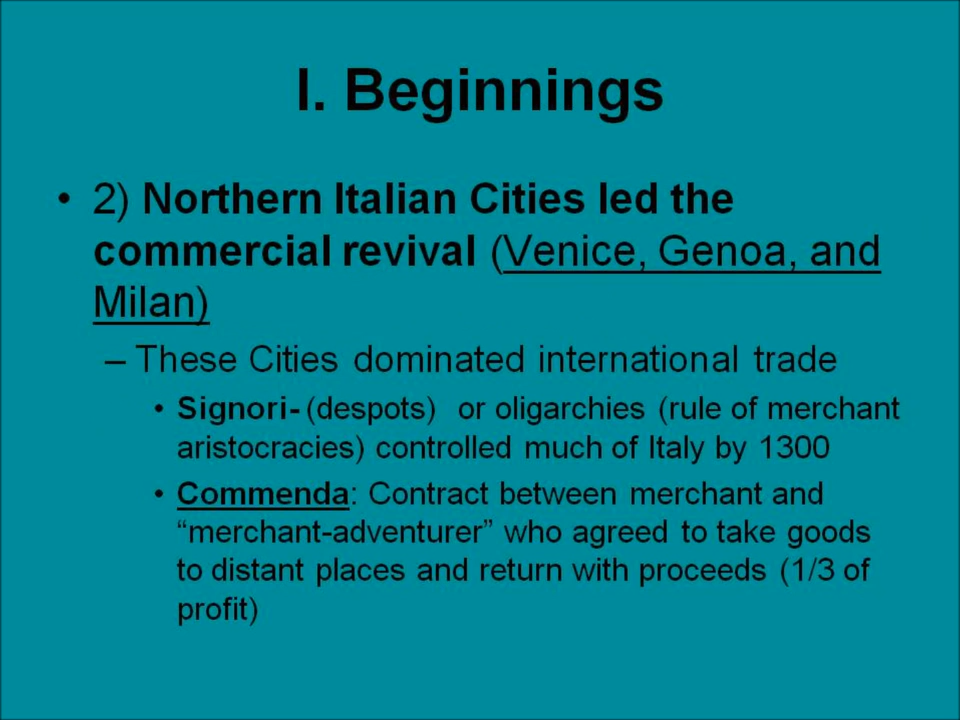 I. Beginnings
• 2) Northern Italian Cities led the
commercial revival (Venice, Genoa, and
Milan)
– These Cities dominated international trade
• Signori- (despots) or oligarchies (rule of merchant
aristocracies) controlled much of Italy by 1300
• Commenda: Contract between merchant and
“merchant-adventurer” who agreed to take goods
to distant places and return with proceeds (1/3 of
profit)